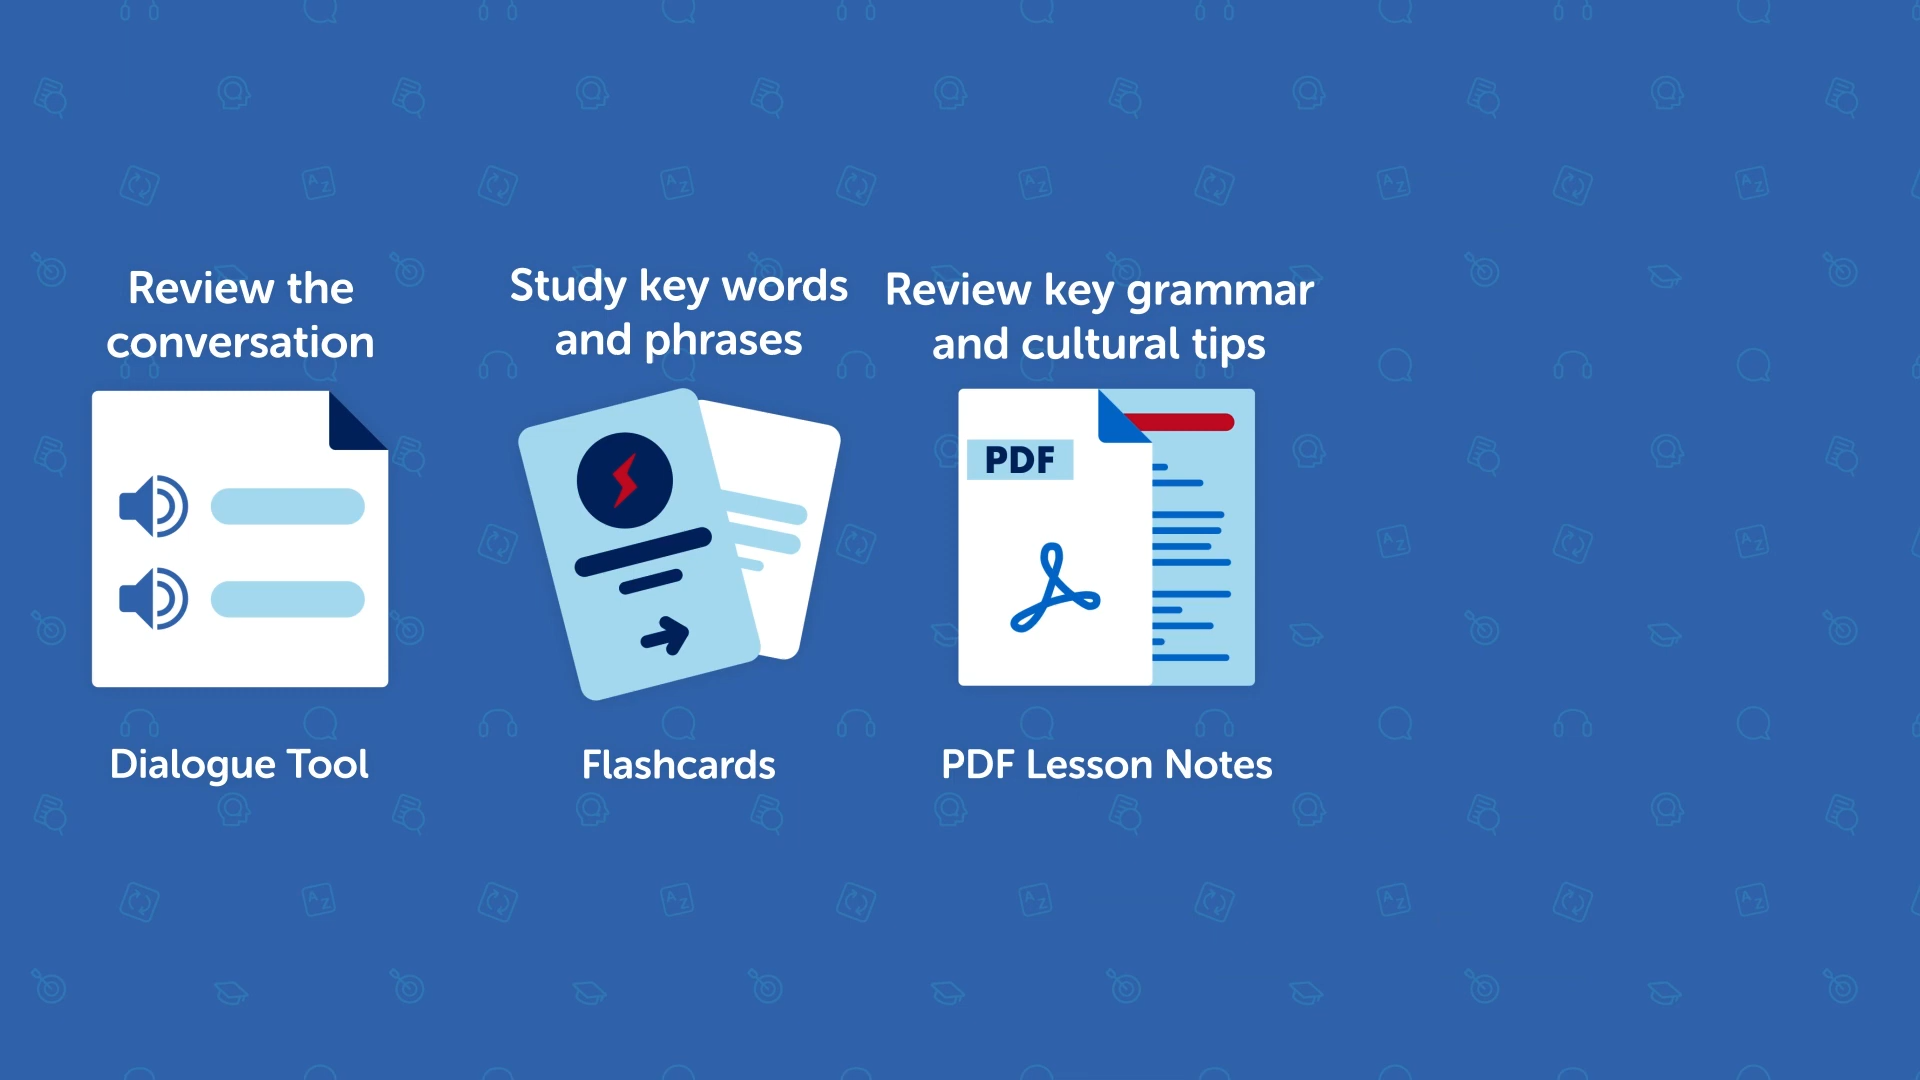 Review the
conversation
Dialogue Tool
Study key words
and phrases
Flashcards
Review key grammar
and cultural tips
PDF
PDF Lesson Notes